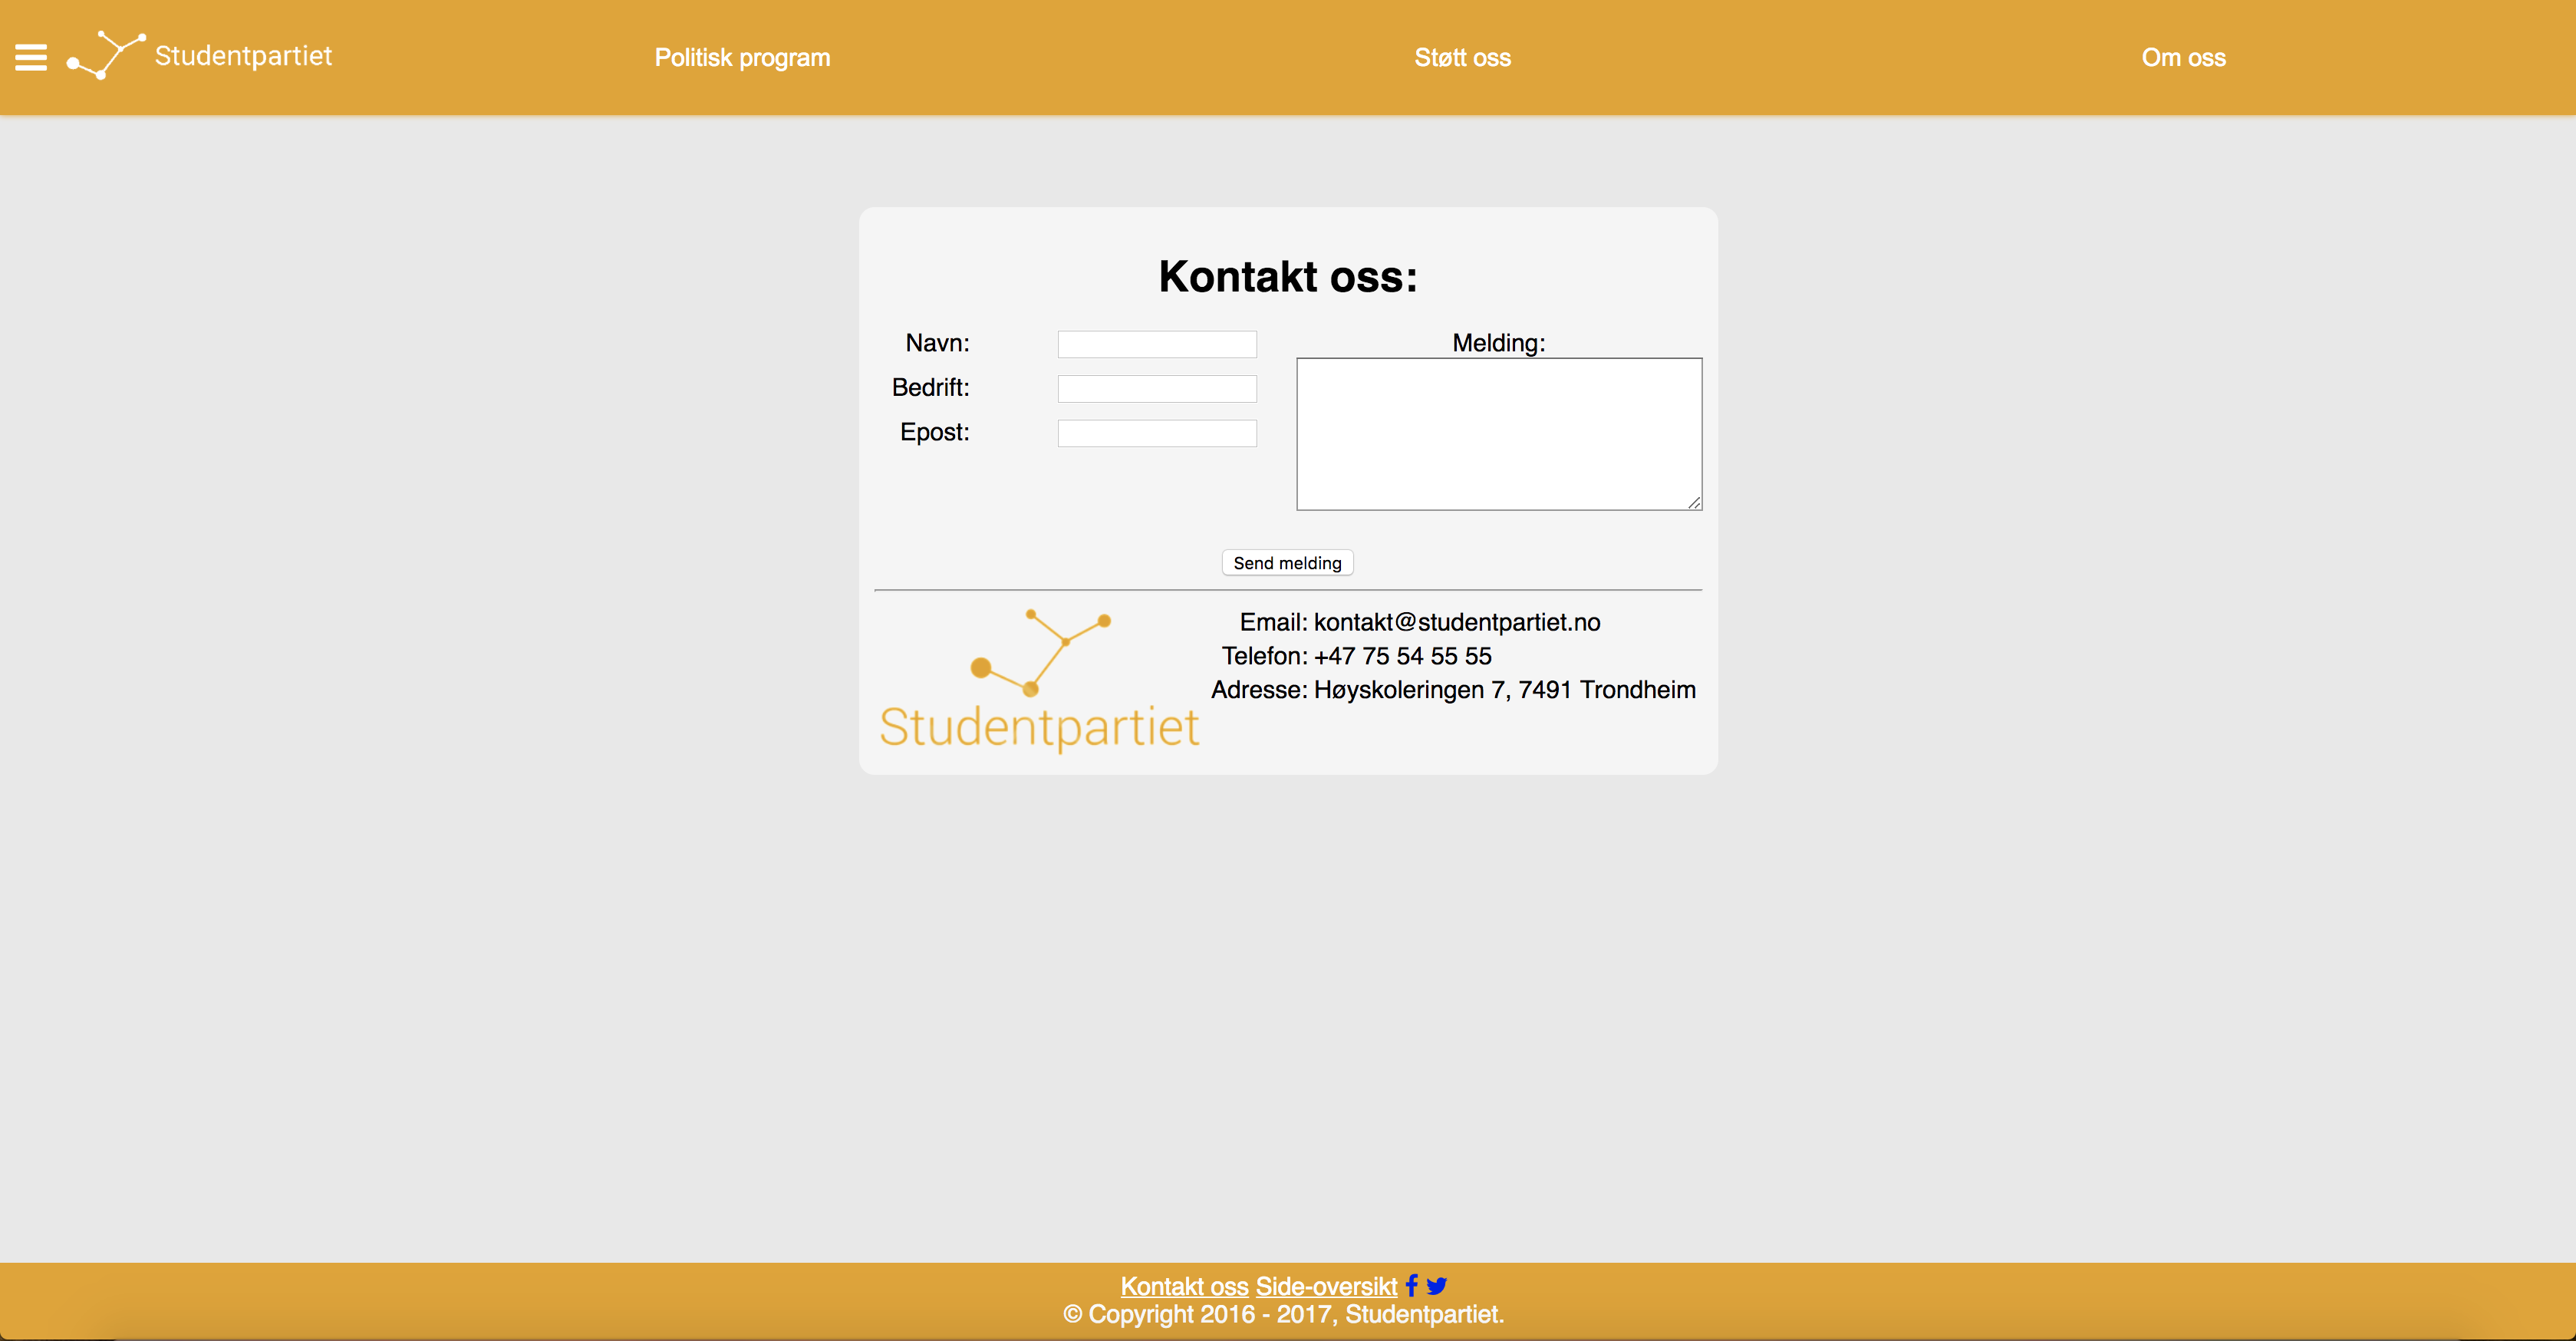 Studentpartiet Politisk program Støtt oss Om oss
Kontakt oss:
Navn: Melding:
Bedrift:
Epost:
Send melding
Email: kontakt@studentpartiet.no
Telefon: +47 75 54 55 55
Adresse: Høyskoleringen 7, 7491 Trondheim
Studentpartiet
Kontakt oss Side-oversikt
© Copyright 2016 - 2017, Studentpartiet.